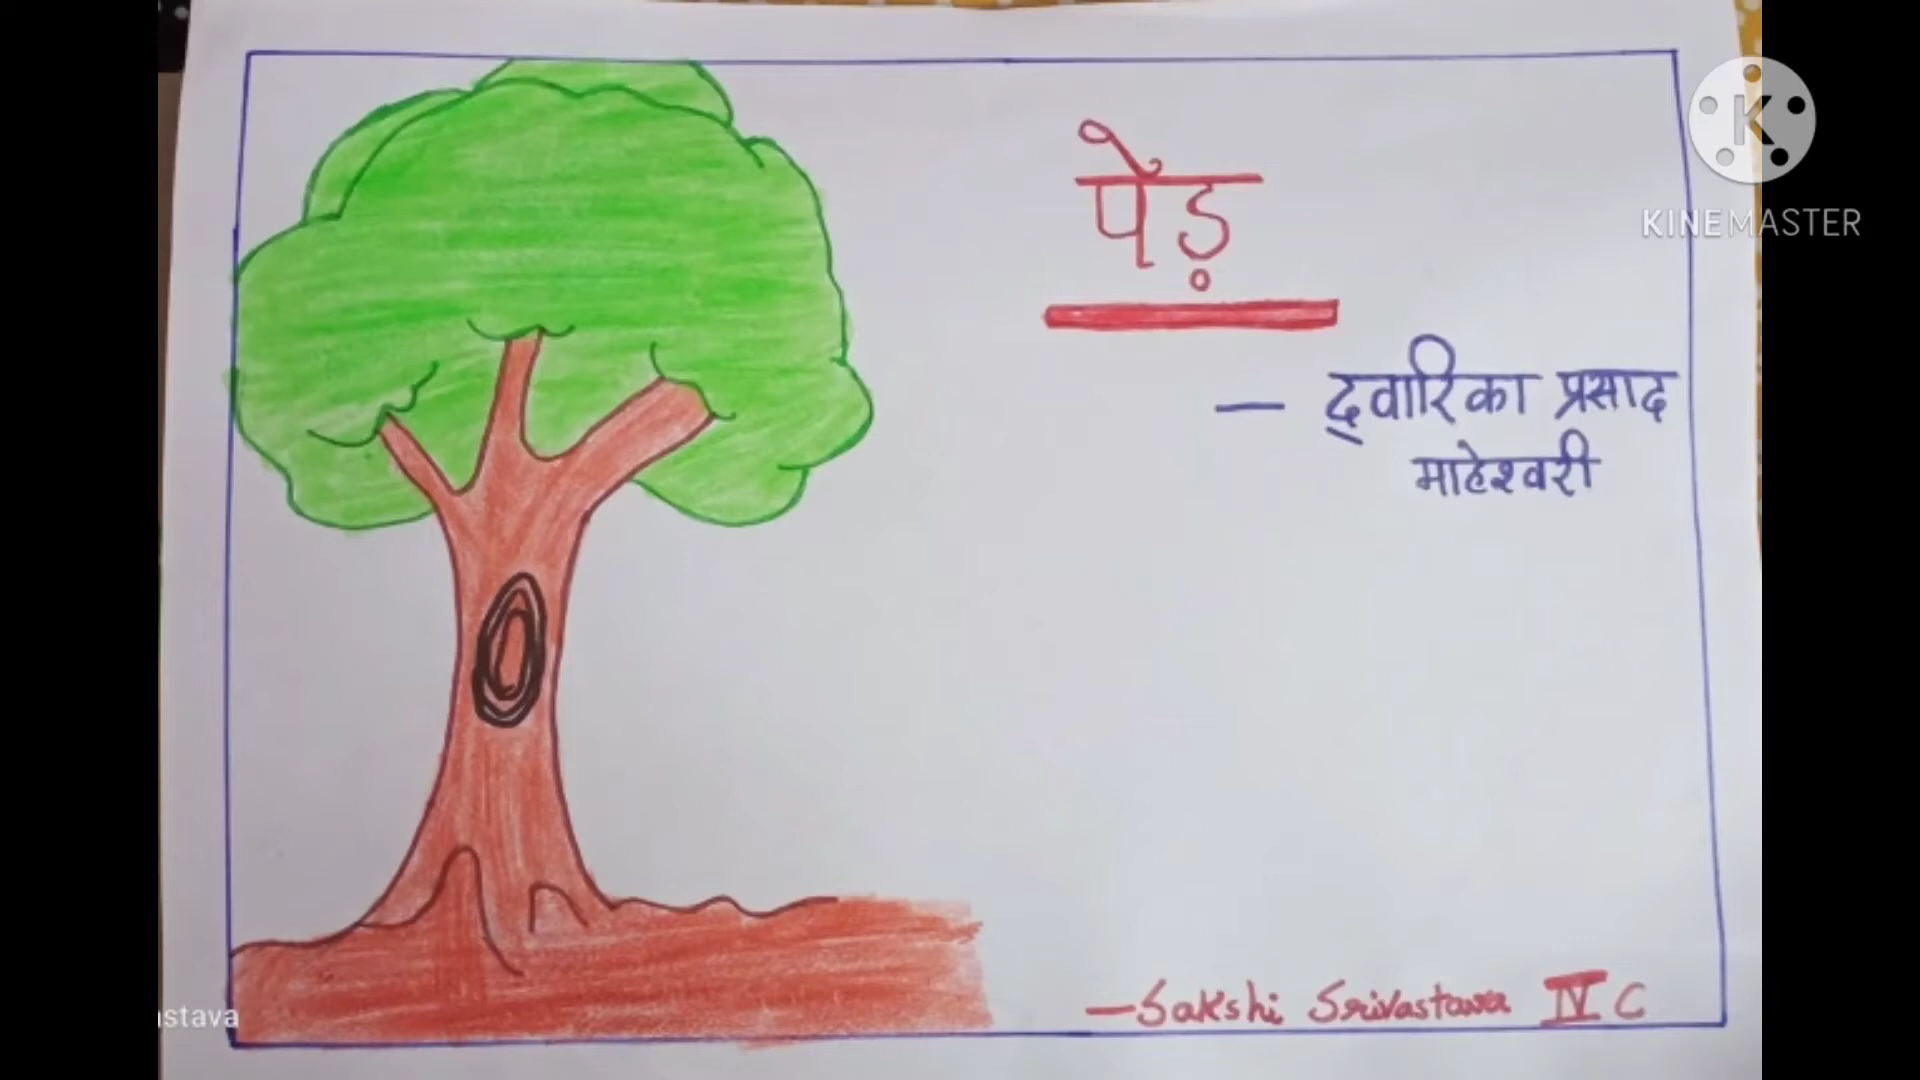 पेड़
— द्वारिका प्रसाद
माहेश्वरी
— Sakshi Srivastava IV C
KINEMASTER
stava